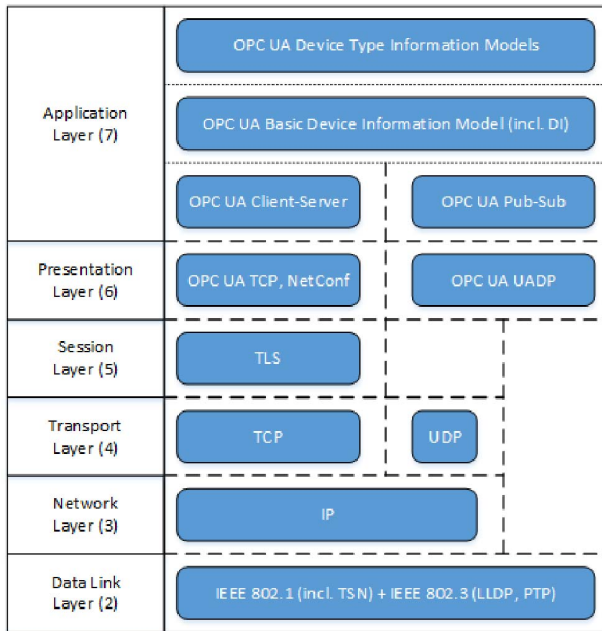 OPC UA Device Type Information Models
Application
Layer (7)
OPC UA Basic Device Information Model (incl. DI)
OPC UA Client-Server
OPC UA Pub-Sub
Presentation
Layer (6)
OPC UA TCP, NetConf
OPC UA UADP
Session
Layer (5)
TLS
Transport
Layer (4)
TCP
UDP
Network
Layer (3)
IP
Data Link
Layer (2)
IEEE 802.1 (incl. TSN) + IEEE 802.3 (LLDP, PTP)